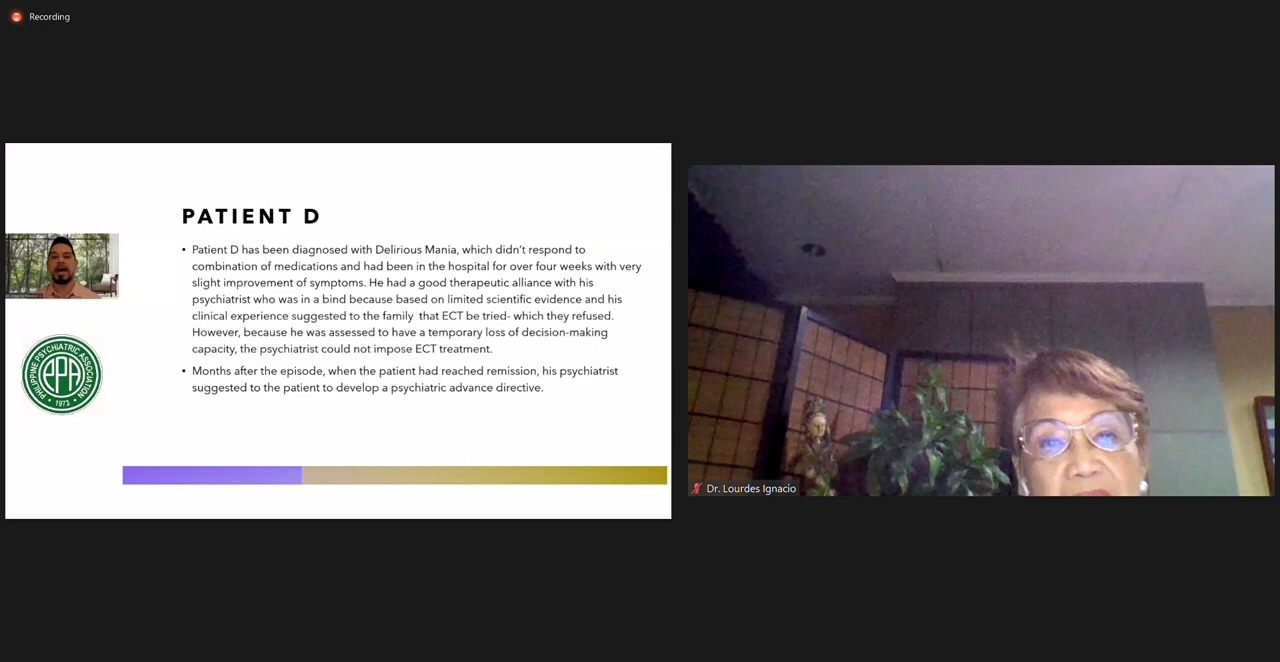 Recording
PATIENT D
• Patient D has been diagnosed with Delirious Mania, which didn't respond to
combination of medications and had been in the hospital for over four weeks with very
slight improvement of symptoms. He had a good therapeutic alliance with his
psychiatrist who was in a bind because based on limited scientific evidence and his
clinical experience suggested to the family  that ECT be tried- which they refused.
However, because he was assessed to have a temporary loss of decision-making
capacity, the psychiatrist could not impose ECT treatment.
• Months after the episode, when the patient had reached remission, his psychiatrist
suggested to the patient to develop a psychiatric advance directive.
PHILIPPINE PSYCHIATRIC ASSOCIATION
PPA
• 1973 •
Dr. Lourdes Ignacio